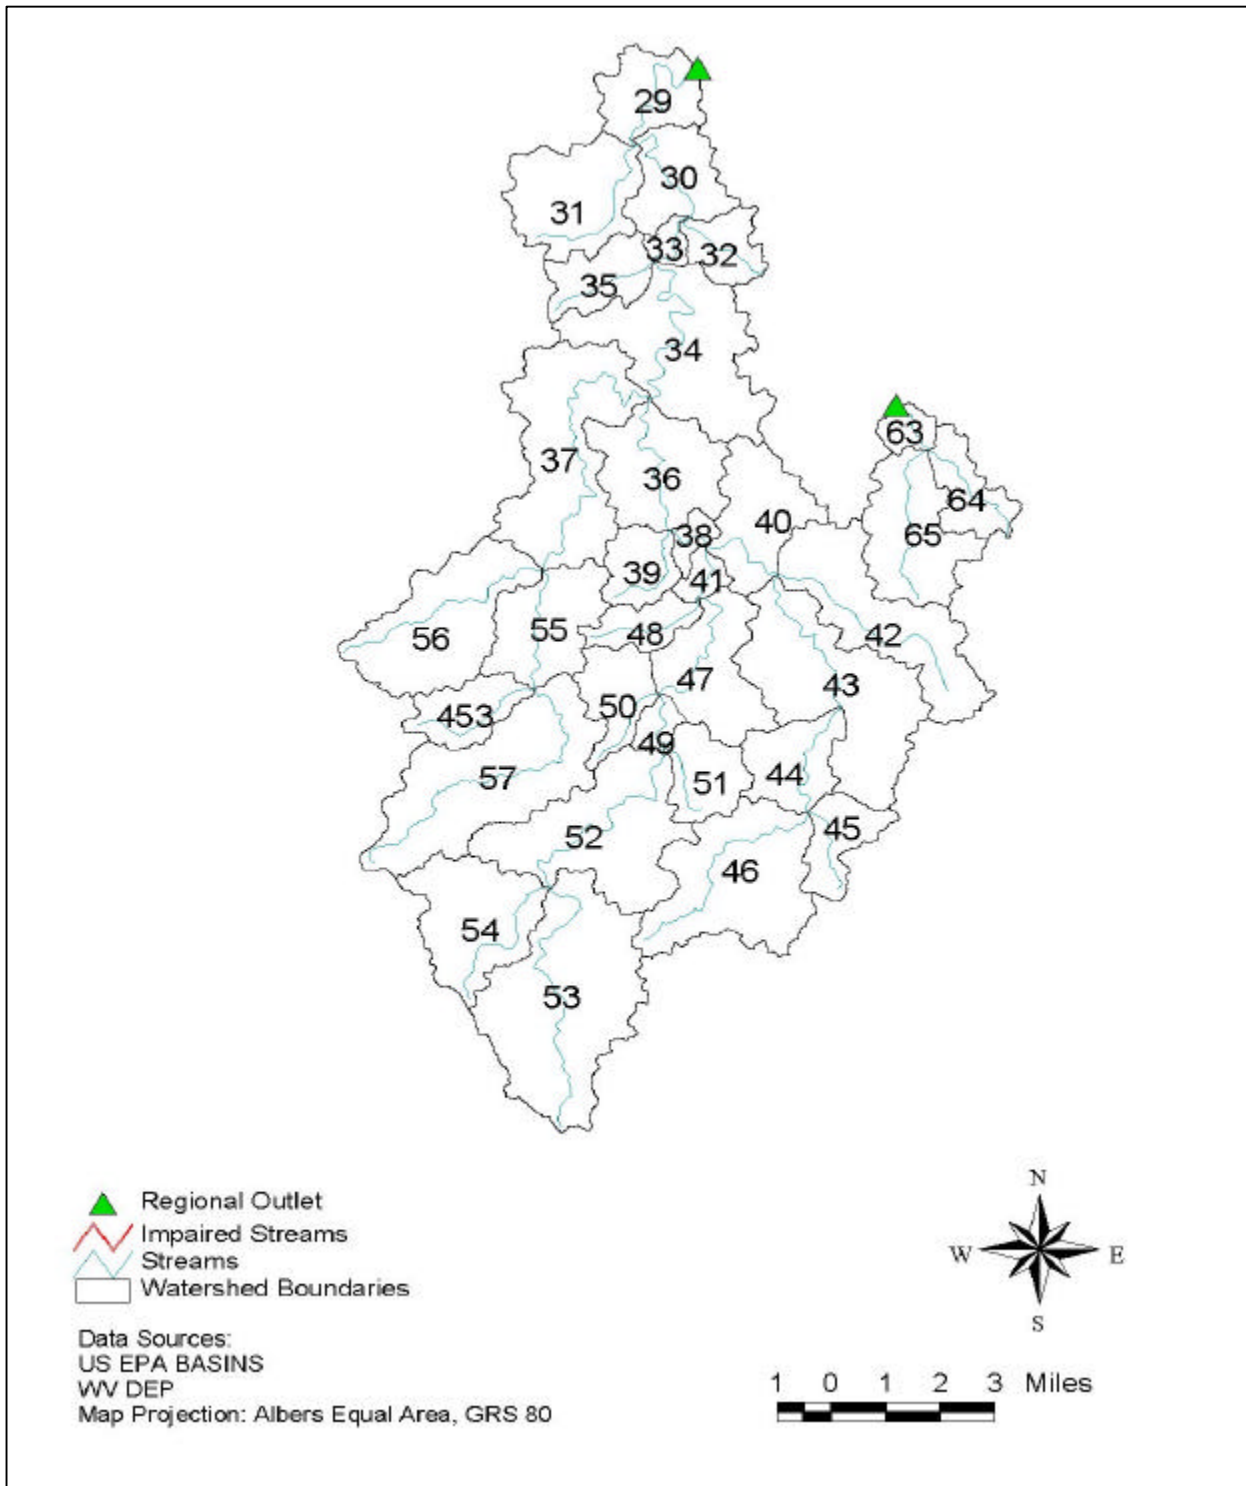 29
30
31
33
32
35
34
63
37
36
64
40
38
65
39
41
55
56
48
42
47
43
50
453
49
57
44
51
45
52
46
54
53
Regional Outlet
Impaired Streams
Streams
Watershed Boundaries
Data Sources:
US EPA BASINS
WV DEP
Map Projection: Albers Equal Area, GRS 80
N
W E
S
1 0 1 2 3 Miles